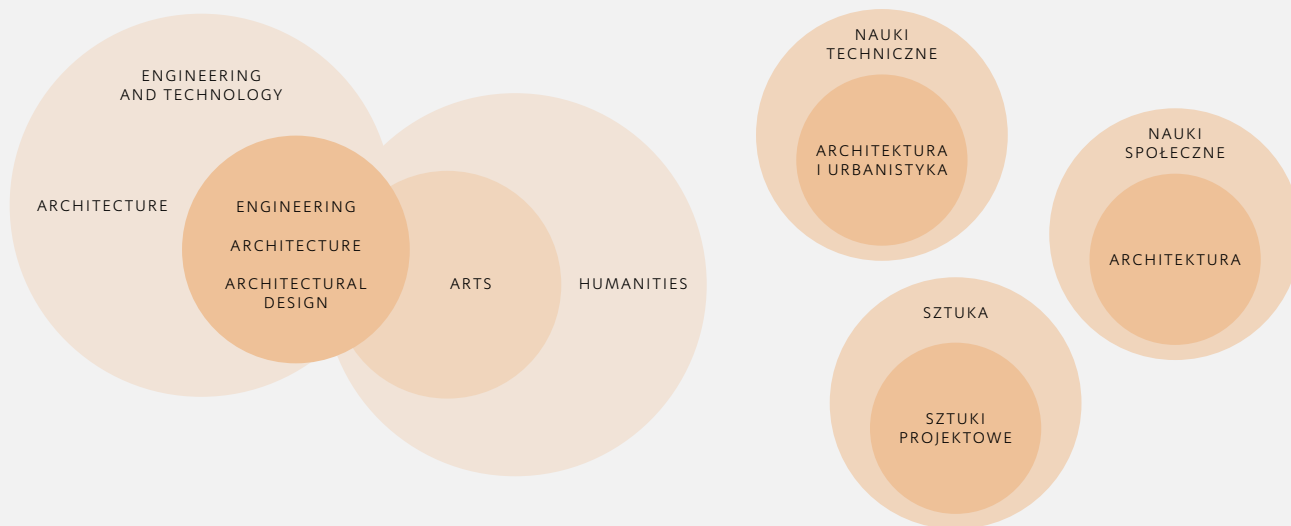 ENGINEERING
AND TECHNOLOGY
ARCHITECTURE
ENGINEERING
ARCHITECTURE
ARCHITECTURAL
DESIGN
ARTS
HUMANITIES
NAUKI
TECHNICZNE
ARCHITEKTURA
I URBANISTYKA
NAUKI
SPOŁECZNE
ARCHITEKTURA
SZTUKA
SZTUKI
PROJEKTOWE